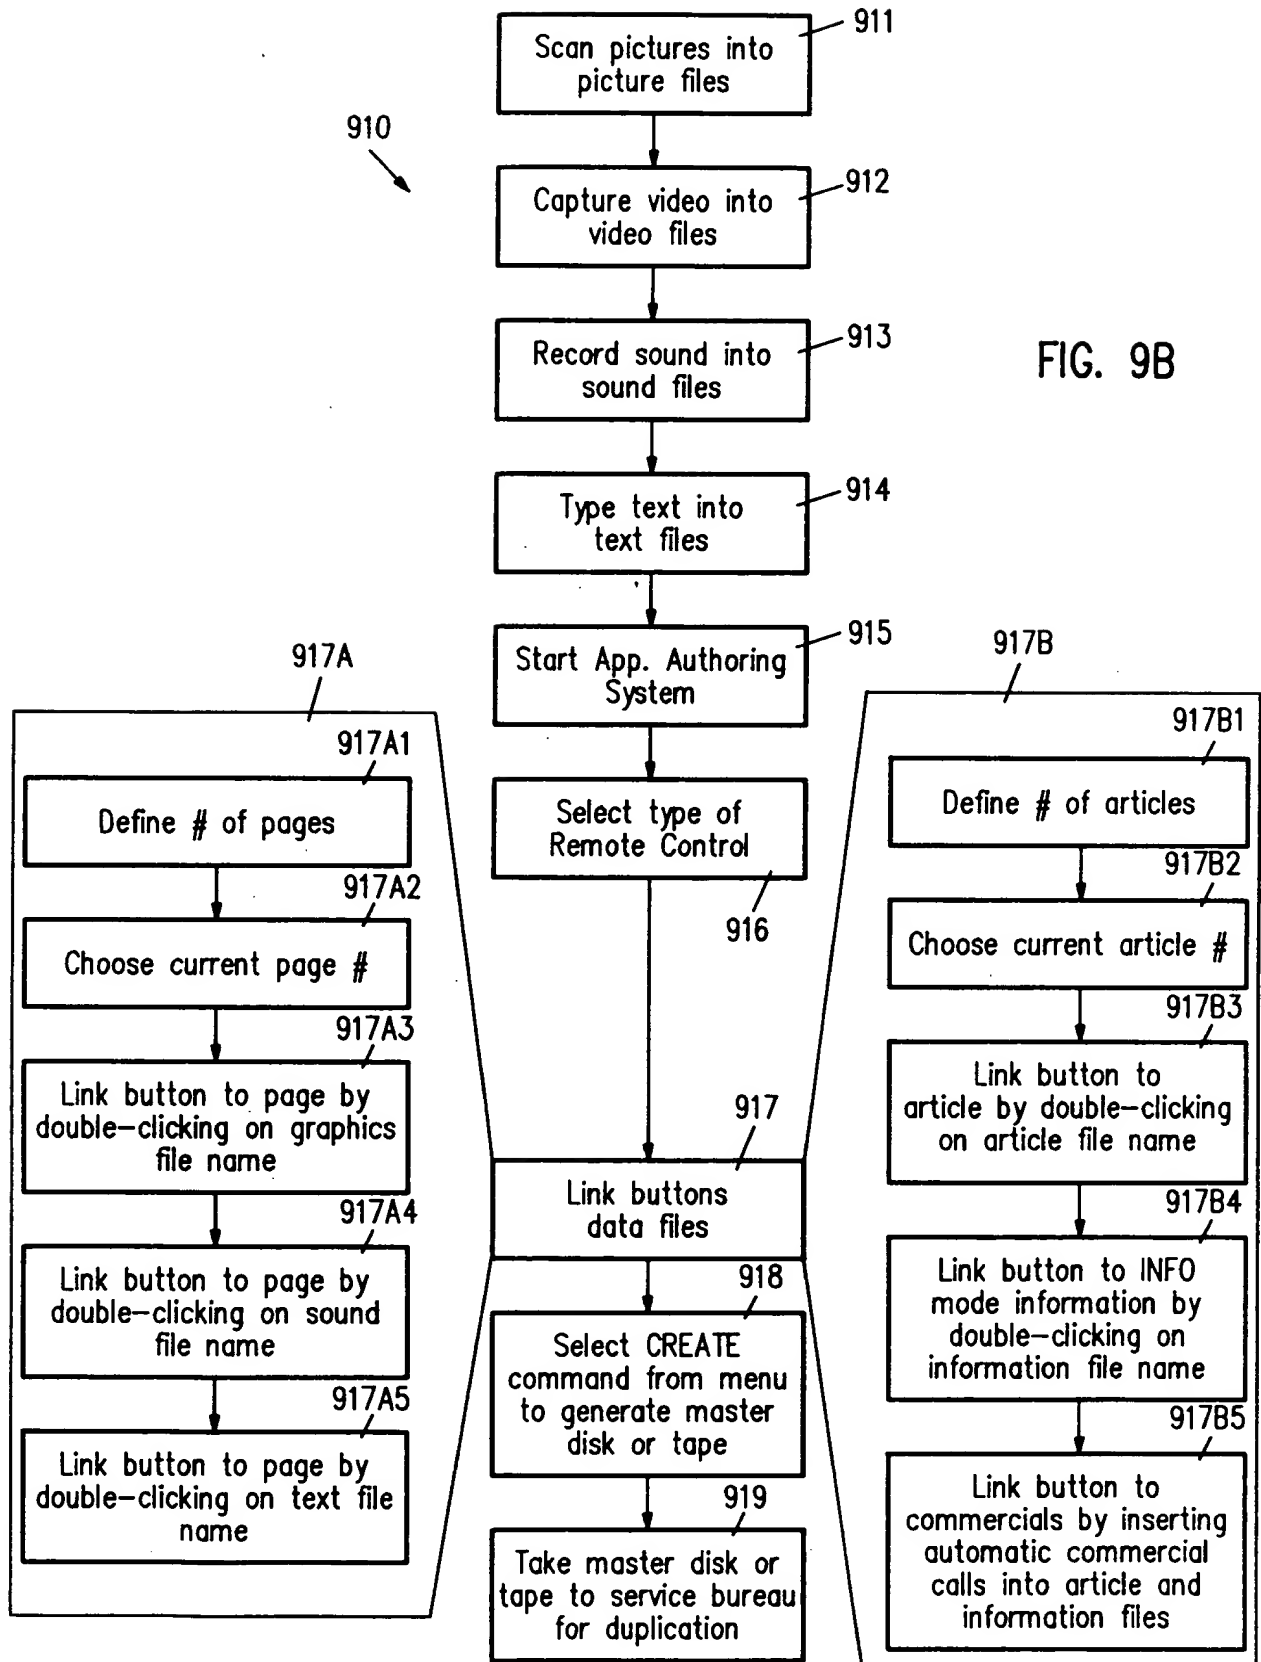 911
Scan pictures into
picture files
910
912
Capture video into
video files
913
Record sound into
sound files
FIG. 9B
914
Type text into
text files
915
Start App. Authoring
System
Select type of
Remote Control
916
917A
917A1
Define # of pages
917A2
Choose current page #
917A3
Link button to page by
double-clicking on graphics
file name
917A4
Link button to page by
double-clicking on sound
file name
917A5
Link button to page by
double-clicking on text file
name
917
Link buttons
data files
918
Select CREATE
command from menu
to generate master
disk or tape
919
Take master disk or
tape to service bureau
for duplication
917B
917B1
Define # of articles
917B2
Choose current article #
917B3
Link button to
article by double-clicking
on article file name
917B4
Link button to INFO
mode information by
double-clicking on
information file name
917B5
Link button to
commercials by inserting
automatic commercial
calls into article and
information files